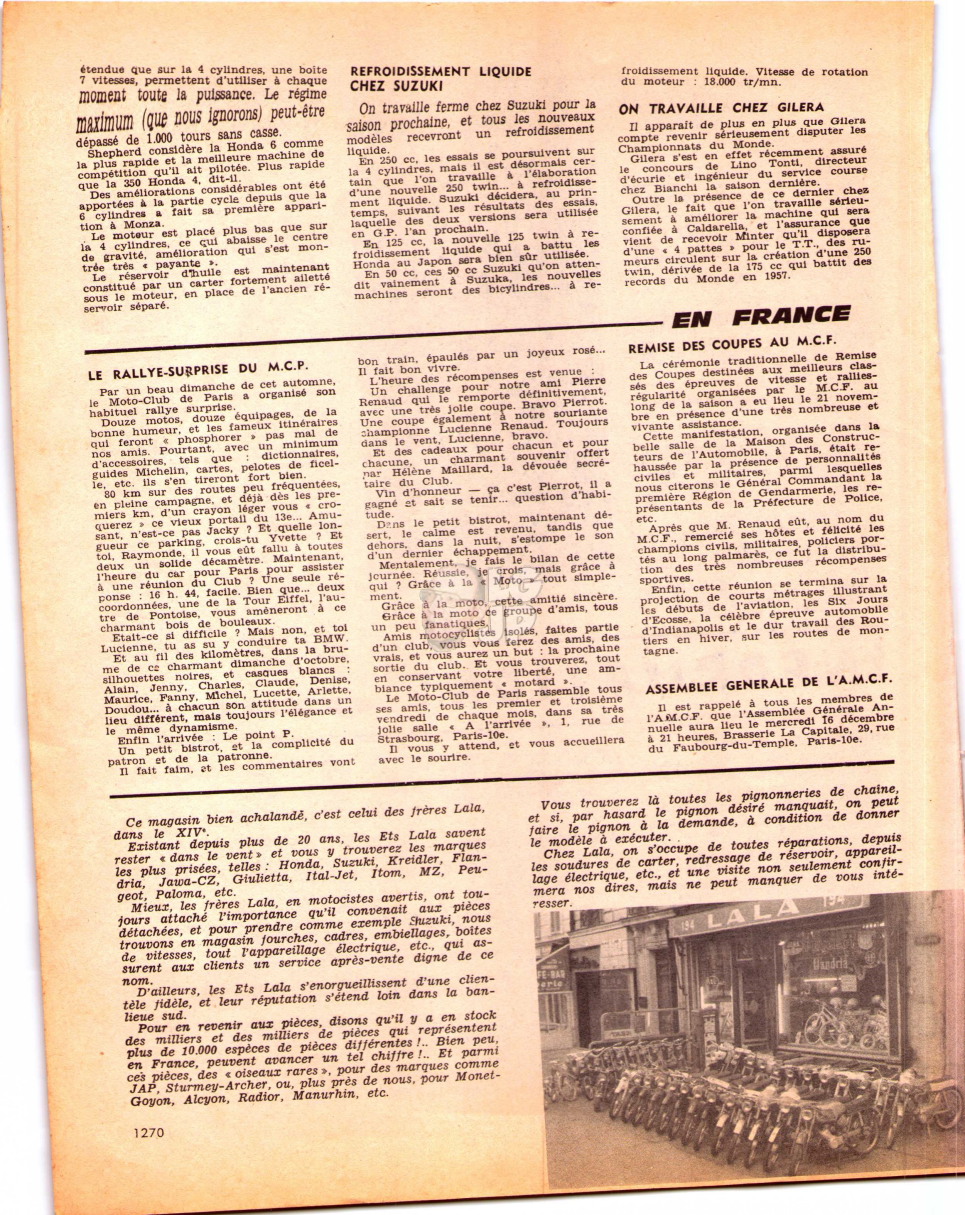 étendue que sur la 4 cylindres, une boîte
7 vitesses, permettent d'utiliser à chaque
moment toute la puissance. Le régime
maximum (que nous ignorons) peut-être
dépassé de 1.000 tours sans casse.
Shepherd considère la Honda 6 comme
la plus rapide et la meilleure machine de
compétition qu'il ait pilotée. Plus rapide
que la 350 Honda 4, dit-il.
Des améliorations considérables ont été
apportées à la partie cycle depuis que la
6 cylindres a fait sa première appari-
tion à Monza.
Le moteur est placé plus bas que sur
la 4 cylindres, ce qui abaisse le centre
de gravité, amélioration qui s'est mon-
trée très « payante ».
Le réservoir d'huile est maintenant
constitué par un carter fortement ailetté
sous le moteur, en place de l'ancien ré-
servoir séparé.
REFROIDISSEMENT LIQUIDE
CHEZ SUZUKI
On travaille ferme chez Suzuki pour la
saison prochaine, et tous les nouveaux
modèles recevront un refroidissement
liquide.
En 250 cc, les essais se poursuivent sur
la 4 cylindres, mais il est désormais cer-
tain que l'on travaille à l'élaboration
d'une nouvelle 250 twin... à refroidisse-
ment liquide. Suzuki décidera, au prin-
temps, suivant les résultats des essais,
laquelle des deux versions sera utilisée
en G.P. l'an prochain.
En 125 cc, la nouvelle 125 twin à re-
froidissement liquide qui a battu les
Honda au Japon sera bien sûr utilisée.
En 50 cc, ces 50 cc Suzuki qu'on atten-
dit vainement à Suzuka, les nouvelles
machines seront des bicylindres... à re-
froidissement liquide. Vitesse de rotation
du moteur : 18.000 tr/mn.
ON TRAVAILLE CHEZ GILERA
Il apparaît de plus en plus que Gilera
compte revenir sérieusement disputer les
Championnats du Monde.
Gilera s'est en effet récemment assuré
le concours de Lino Tonti, directeur
d'écurie et ingénieur du service course
chez Bianchi la saison dernière.
Outre la présence de ce dernier chez
Gilera, le fait que l'on travaille sérieu-
sement à améliorer la machine qui sera
confiée à Caldarella, et l'assurance que
vient de recevoir Minter qu'il disposera
d'une « 4 pattes » pour le T.T., des ru-
meurs circulent sur la création d'une 250
twin, dérivée de la 175 cc qui battit des
records du Monde en 1957.
EN FRANCE
LE RALLYE-SURPRISE DU M.C.P.
Par un beau dimanche de cet automne,
le Moto-Club de Paris a organisé son
habituel rallye surprise.
Douze motos, douze équipages, de la
bonne humeur, et les fameux itinéraires
qui feront « phosphorer » pas mal de
nos amis. Pourtant, avec un minimum
d'accessoires, tels que : dictionnaires,
guides Michelin, cartes, pelotes de ficel-
le, etc. ils s'en tireront fort bien.
80 km sur des routes peu fréquentées,
en pleine campagne, et déjà dès les pre-
miers km, d'un crayon léger vous « cro-
querez » ce vieux portail du 13e... Amu-
sant, n'est-ce pas Jacky ? Et quelle lon-
gueur ce parking, crois-tu Yvette ? Et
toi, Raymonde, il vous eût fallu à toutes
deux un solide décamètre. Maintenant,
l'heure du car pour Paris pour assister
à une réunion du Club ? Une seule ré-
ponse : 16 h. 44, facile. Bien que... deux
coordonnées, une de la Tour Eiffel, l'au-
tre de Pontoise, vous amèneront à ce
charmant bois de bouleaux.
Etait-ce si difficile ? Mais non, et toi
Lucienne, tu as su y conduire ta BMW.
Et au fil des kilomètres, dans la bru-
me de ce charmant dimanche d'octobre,
silhouettes noires, et casques blancs :
Alain, Jenny, Charles, Claude, Denise,
Maurice, Fanny, Michel, Lucette, Arlette,
Doudou... à chacun son attitude dans un
lieu différent, mais toujours l'élégance et
le même dynamisme.
Enfin l'arrivée : Le point P.
Un petit bistrot, et la complicité du
patron et de la patronne.
Il fait faim, et les commentaires vont
bon train, épaulés par un joyeux rosé...
Il fait bon vivre.
L'heure des récompenses est venue :
Un challenge pour notre ami Pierre
Renaud qui le remporte définitivement,
avec une très jolie coupe. Bravo Pierrot.
Une coupe également à notre souriante
championne Lucienne Renaud. Toujours
dans le vent, Lucienne, bravo.
Et des cadeaux pour chacun et pour
chacune, un charmant souvenir offert
par Hélène Maillard, la dévouée secré-
taire du Club.
Vin d'honneur — ça c'est Pierrot, il a
gagné et sait se tenir... question d'habi-
tude.
Dans le petit bistrot, maintenant dé-
sert, le calme est revenu, tandis que
dehors, dans la nuit, s'estompe le son
d'un dernier échappement.
Mentalement, je fais le bilan de cette
journée. Réussie, je crois, mais grâce à
qui ? Grâce à la Moto — tout simple-
ment.
Grâce à la moto, cette amitié sincère.
Grâce à la moto ce groupe d'amis, tous
un peu fanatiques.
Amis motocyclistes isolés, faites partie
d'un club, vous vous ferez des amis, des
vrais, et vous aurez un but : la prochaine
sortie du club. Et vous trouverez, tout
en conservant votre liberté, une am-
biance typiquement « motard ».
Le Moto-Club de Paris rassemble tous
ses amis, tous les premier et troisième
vendredi de chaque mois, dans sa très
jolie salle « A l'arrivée », 1, rue de
Strasbourg, Paris-10e.
Il vous y attend, et vous accueillera
avec le sourire.
REMISE DES COUPES AU M.C.F.
La cérémonie traditionnelle de Remise
des Coupes destinées aux meilleurs clas-
sés des épreuves de vitesse et rallies-
régularité organisées par le M.C.F. au
long de la saison a eu lieu le 21 novem-
bre en présence d'une très nombreuse et
vivante assistance.
Cette manifestation, organisée dans la
belle salle de la Maison des Construc-
teurs de l'Automobile, à Paris, était re-
haussée par la présence de personnalités
civiles et militaires, parmi lesquelles
nous citerons le Général Commandant la
première Région de Gendarmerie, les re-
présentants de la Préfecture de Police,
etc.
Après que M. Renaud eût, au nom du
M.C.F., remercié ses hôtes et félicité les
champions civils, militaires, policiers por-
tés au long palmarès, ce fut la distribu-
tion des très nombreuses récompenses
sportives.
Enfin, cette réunion se termina sur la
projection de courts métrages illustrant
les débuts de l'aviation, les Six Jours
d'Ecosse, la célèbre épreuve automobile
d'Indianapolis et le dur travail des Rou-
tiers en hiver, sur les routes de mon-
tagne.
ASSEMBLEE GENERALE DE L'A.M.C.F.
Il est rappelé à tous les membres de
l'A.M.C.F. que l'Assemblée Générale An-
nuelle aura lieu le mercredi 16 décembre
à 21 heures, Brasserie La Capitale, 29, rue
du Faubourg-du-Temple, Paris-10e.
Ce magasin bien achalandé, c'est celui des frères Lala,
dans le XIVe.
Existant depuis plus de 20 ans, les Ets Lala savent
rester « dans le vent » et vous y trouverez les marques
les plus prisées, telles : Honda, Suzuki, Kreidler, Flan-
dria, Jawa-CZ, Giulietta, Ital-Jet, Itom, MZ, Peu-
geot, Paloma, etc.
Mieux, les frères Lala, en motocistes avertis, ont tou-
jours attaché l'importance qu'il convenait aux pièces
détachées, et pour prendre comme exemple Suzuki, nous
trouvons en magasin fourches, cadres, embiellages, boîtes
de vitesses, tout l'appareillage électrique, etc., qui as-
surent aux clients un service après-vente digne de ce
nom.
D'ailleurs, les Ets Lala s'enorgueillissent d'une clien-
tèle fidèle, et leur réputation s'étend loin dans la ban-
lieue sud.
Pour en revenir aux pièces, disons qu'il y a en stock
des milliers et des milliers de pièces qui représentent
plus de 10.000 espèces de pièces différentes !.. Bien peu,
en France, peuvent avancer un tel chiffre !.. Et parmi
ces pièces, des « oiseaux rares », pour des marques comme
JAP, Sturmey-Archer, ou, plus près de nous, pour Monet-
Goyon, Alcyon, Radior, Manurhin, etc.
Vous trouverez là toutes les pignonneries de chaîne,
et si, par hasard le pignon désiré manquait, on peut
faire le pignon à la demande, à condition de donner
le modèle à exécuter.
Chez Lala, on s'occupe de toutes réparations, depuis
les soudures de carter, redressage de réservoir, appareil-
lage électrique, etc., et une visite non seulement confir-
mera nos dires, mais ne peut manquer de vous inté-
resser.
194 LALA 194
flandria
1270